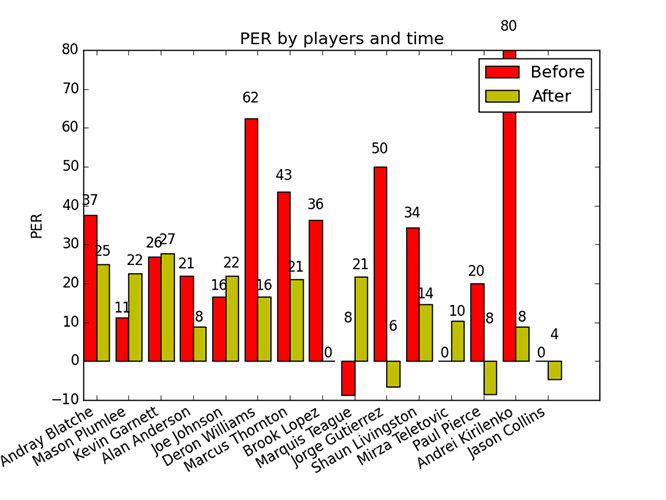 PER by players and time
Before
After
PER
80
70
60
50
40
30
20
10
0
−10
37
25
11
22
26
27
21
8
16
22
62
16
43
21
36
0
8
21
50
6
34
14
0
10
20
8
80
8
0
4
Andray Blatche
Mason Plumlee
Kevin Garnett
Alan Anderson
Joe Johnson
Deron Williams
Marcus Thornton
Brook Lopez
Marquis Teague
Jorge Gutierrez
Shaun Livingston
Mirza Teletovic
Paul Pierce
Andrei Kirilenko
Jason Collins